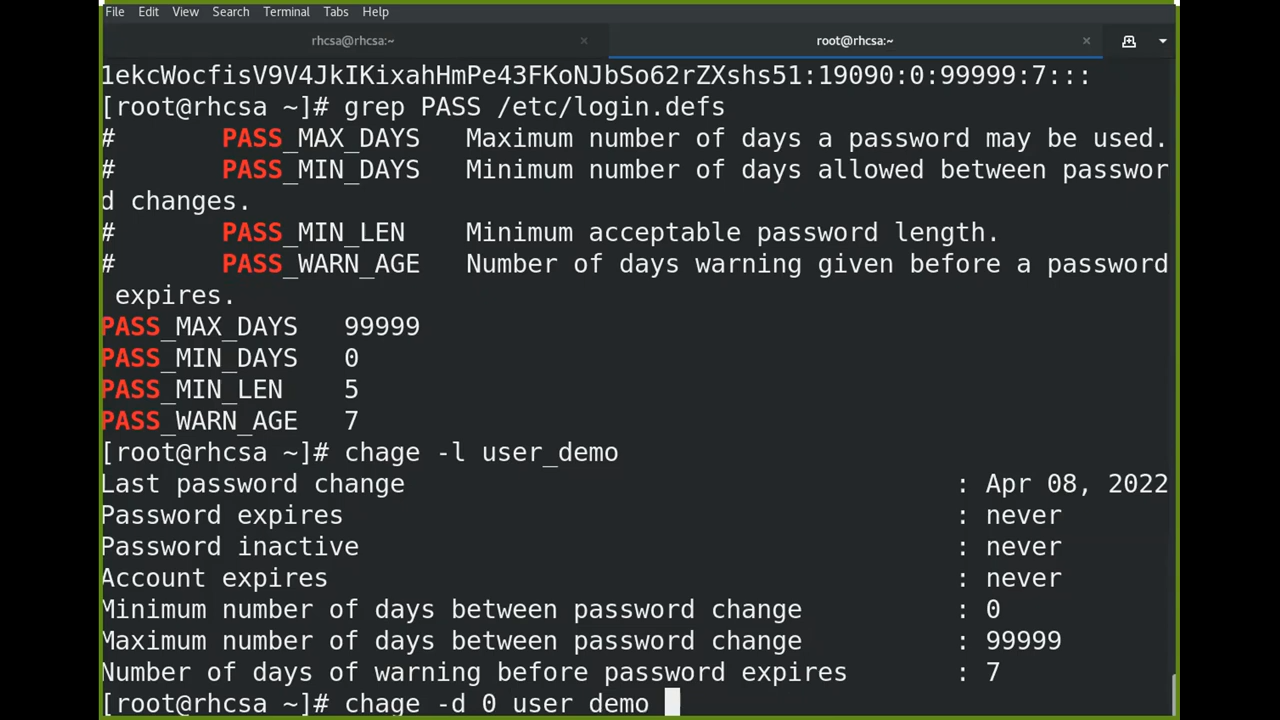 File Edit View Search Terminal Tabs Help
rhcsa@rhcsa:~ × root@rhcsa:~ ×
1ekcWocfisV9V4JkIKixahHmPe43FKoNJbSo62rZXshs51:19090:0:99999:7:::
[root@rhcsa ~]# grep PASS /etc/login.defs
# PASS_MAX_DAYS Maximum number of days a password may be used.
# PASS_MIN_DAYS Minimum number of days allowed between passwor
d changes.
# PASS_MIN_LEN Minimum acceptable password length.
# PASS_WARN_AGE Number of days warning given before a password
expires.
PASS_MAX_DAYS 99999
PASS_MIN_DAYS 0
PASS_MIN_LEN 5
PASS_WARN_AGE 7
[root@rhcsa ~]# chage -l user_demo
Last password change : Apr 08, 2022
Password expires : never
Password inactive : never
Account expires : never
Minimum number of days between password change : 0
Maximum number of days between password change : 99999
Number of days of warning before password expires : 7
[root@rhcsa ~]# chage -d 0 user_demo